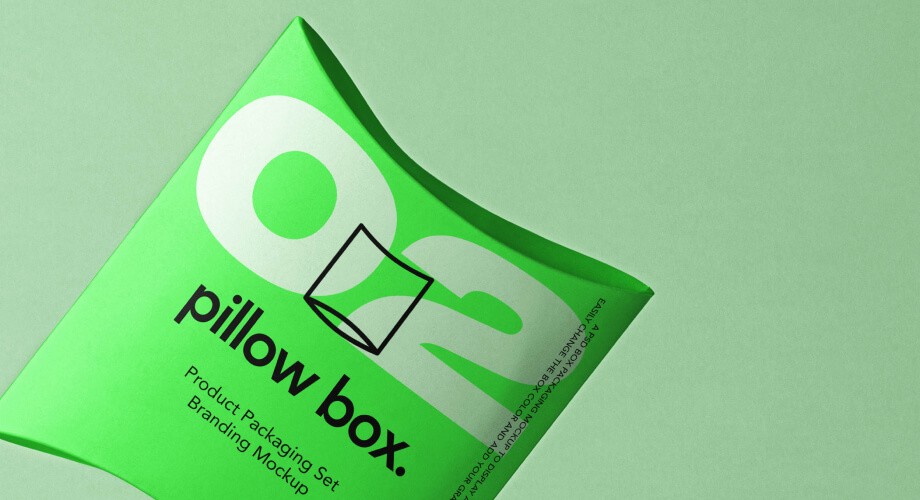 02
pillow box.
Product Packaging Set
Branding Mockup
A PSD BOX PACKAGING MOCKUP TO DISPLAY
EASILY CHANGE THE BOX COLOR AND ADD YOUR